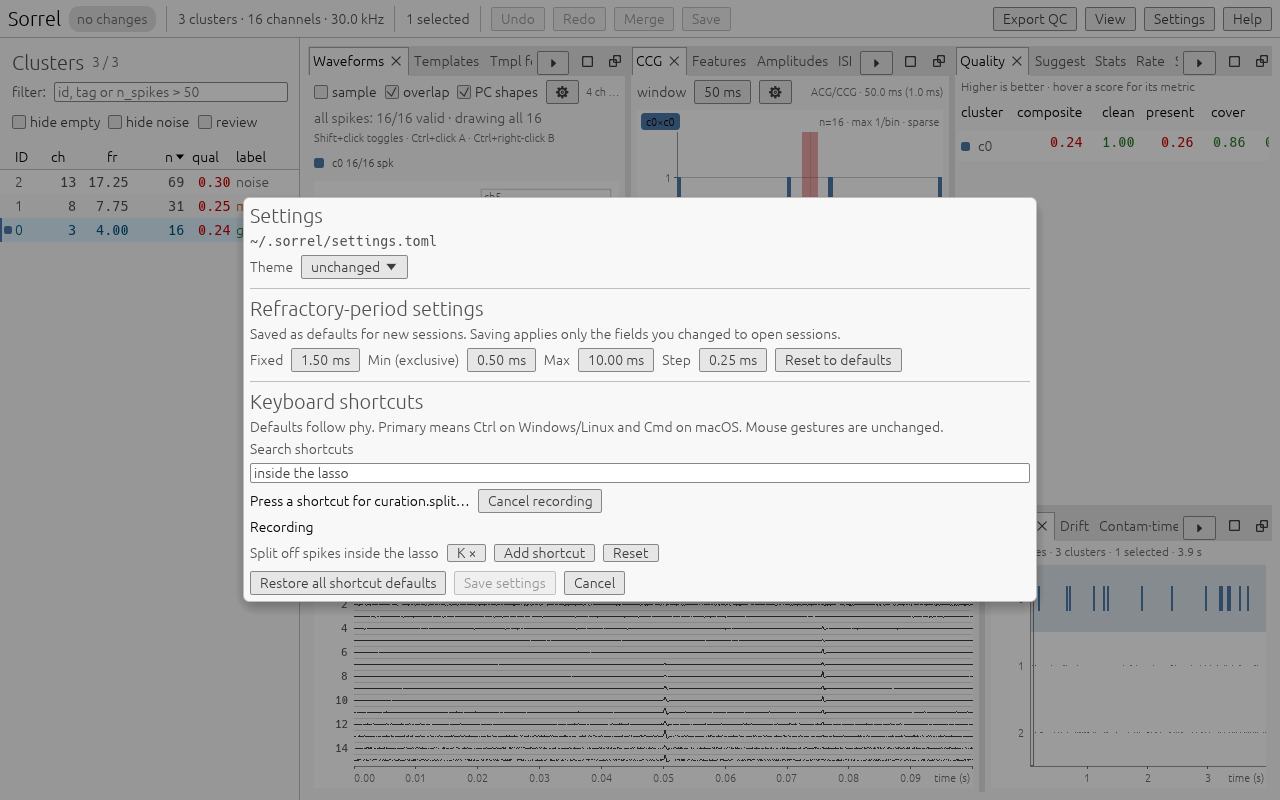 Sorrel no changes 3 clusters · 16 channels · 30.0 kHz 1 selected Undo Redo Merge Save Export QC View Settings Help
Clusters 3 / 3
filter: id, tag or n_spikes > 50
hide empty hide noise review
ID ch fr n qual label
2 13 17.25 69 0.30 noise
1 8 7.75 31 0.25
0 3 4.00 16 0.24
Waveforms Templates Tmpl
sample overlap PC shapes 4 ch …
all spikes: 16/16 valid · drawing all 16
Shift+click toggles · Ctrl+click A · Ctrl+right-click B
c0 16/16 spk
ch5
CCG Features Amplitudes ISI
window 50 ms ACG/CCG · 50.0 ms (1.0 ms)
c0×c0 n=16 · max 1/bin · sparse
1
Quality Suggest Stats Rate
Higher is better · hover a score for its metric
cluster composite clean present cover
c0 0.24 1.00 0.26 0.86
Settings
~/.sorrel/settings.toml
Theme unchanged
Refractory-period settings
Saved as defaults for new sessions. Saving applies only the fields you changed to open sessions.
Fixed 1.50 ms Min (exclusive) 0.50 ms Max 10.00 ms Step 0.25 ms Reset to defaults
Keyboard shortcuts
Defaults follow phy. Primary means Ctrl on Windows/Linux and Cmd on macOS. Mouse gestures are unchanged.
Search shortcuts
inside the lasso
Press a shortcut for curation.split… Cancel recording
Recording
Split off spikes inside the lasso K × Add shortcut Reset
Restore all shortcut defaults Save settings Cancel
Drift Contam-time
· 3 clusters · 1 selected · 3.9 s
1
2
1 2 3 time (s)
2
4
6
8
10
12
14
0.00 0.01 0.02 0.03 0.04 0.05 0.06 0.07 0.08 0.09 time (s)